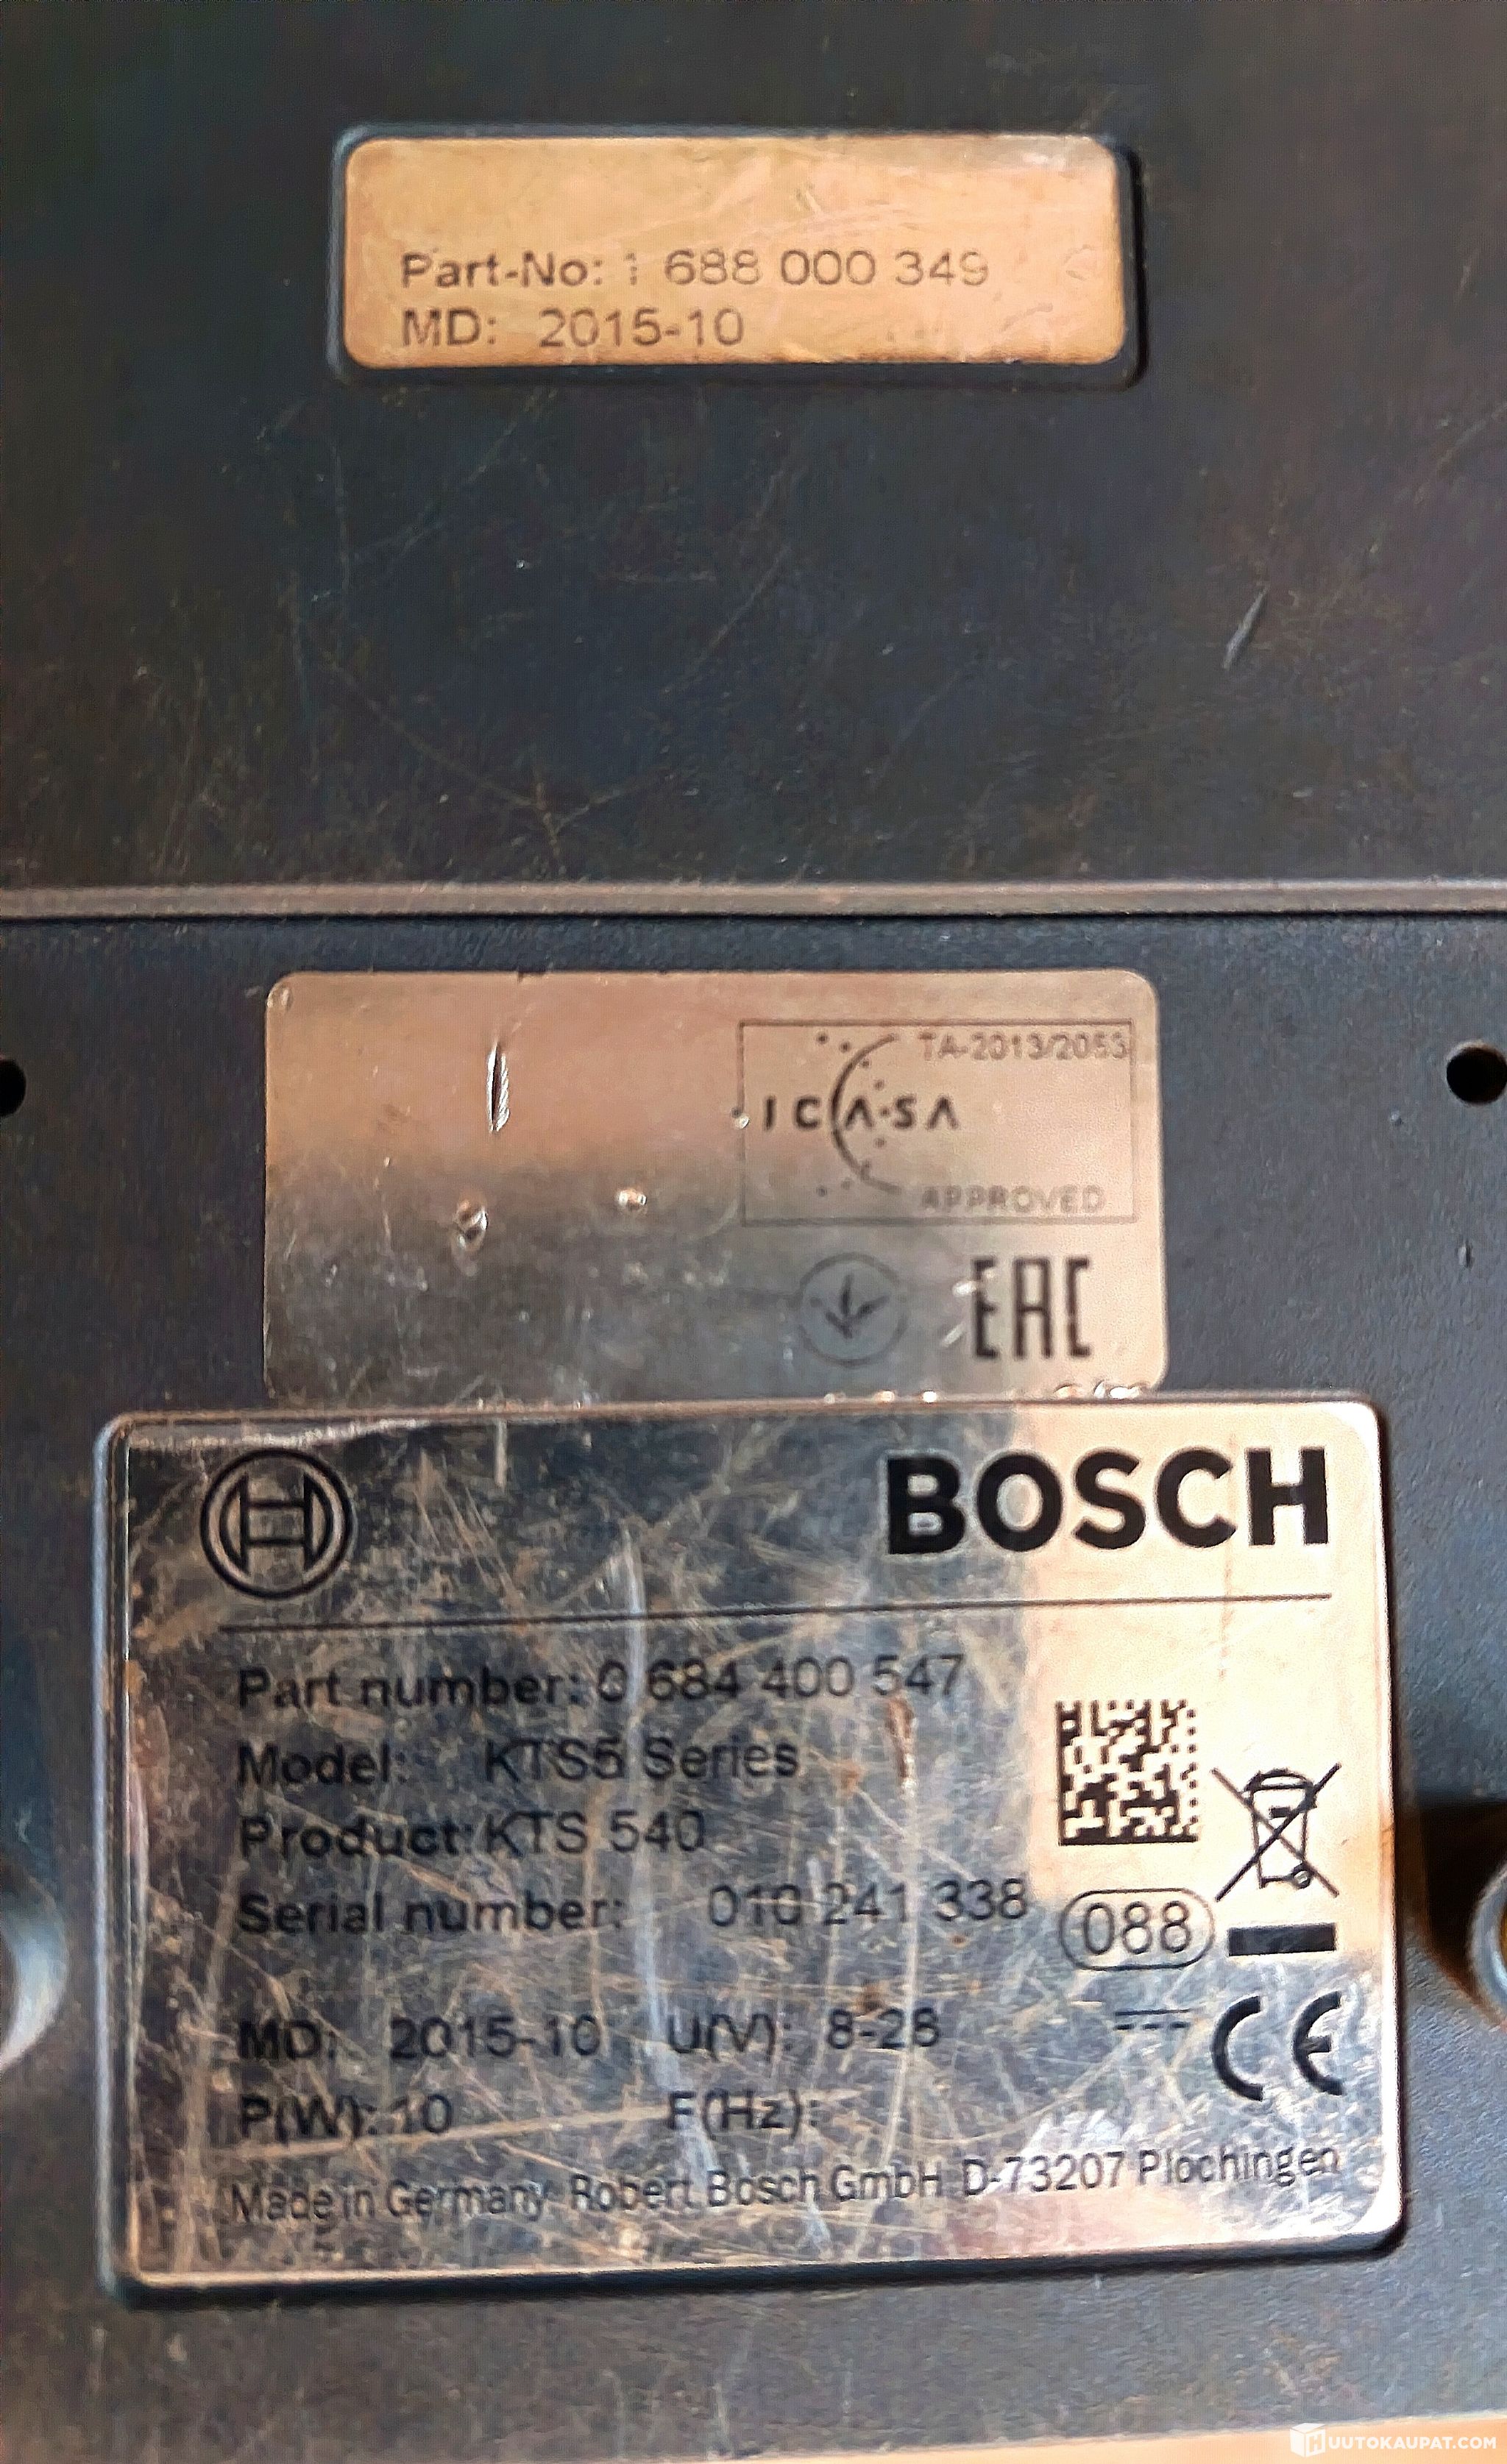 Part-No: 1 688 000 349
MD: 2015-10
TA-2013/2053
ICASA
APPROVED
EAC
BOSCH
Part number: 0 684 400 547
Model: KTS5 Series
Product: KTS 540
Serial number: 010 241 338
088
MD: 2015-10 U(V): 8-28
CE
P(W): 10 F(Hz):
Made in Germany Robert Bosch GmbH D-73207 Plochingen
HUUTOKAUPAT.COM